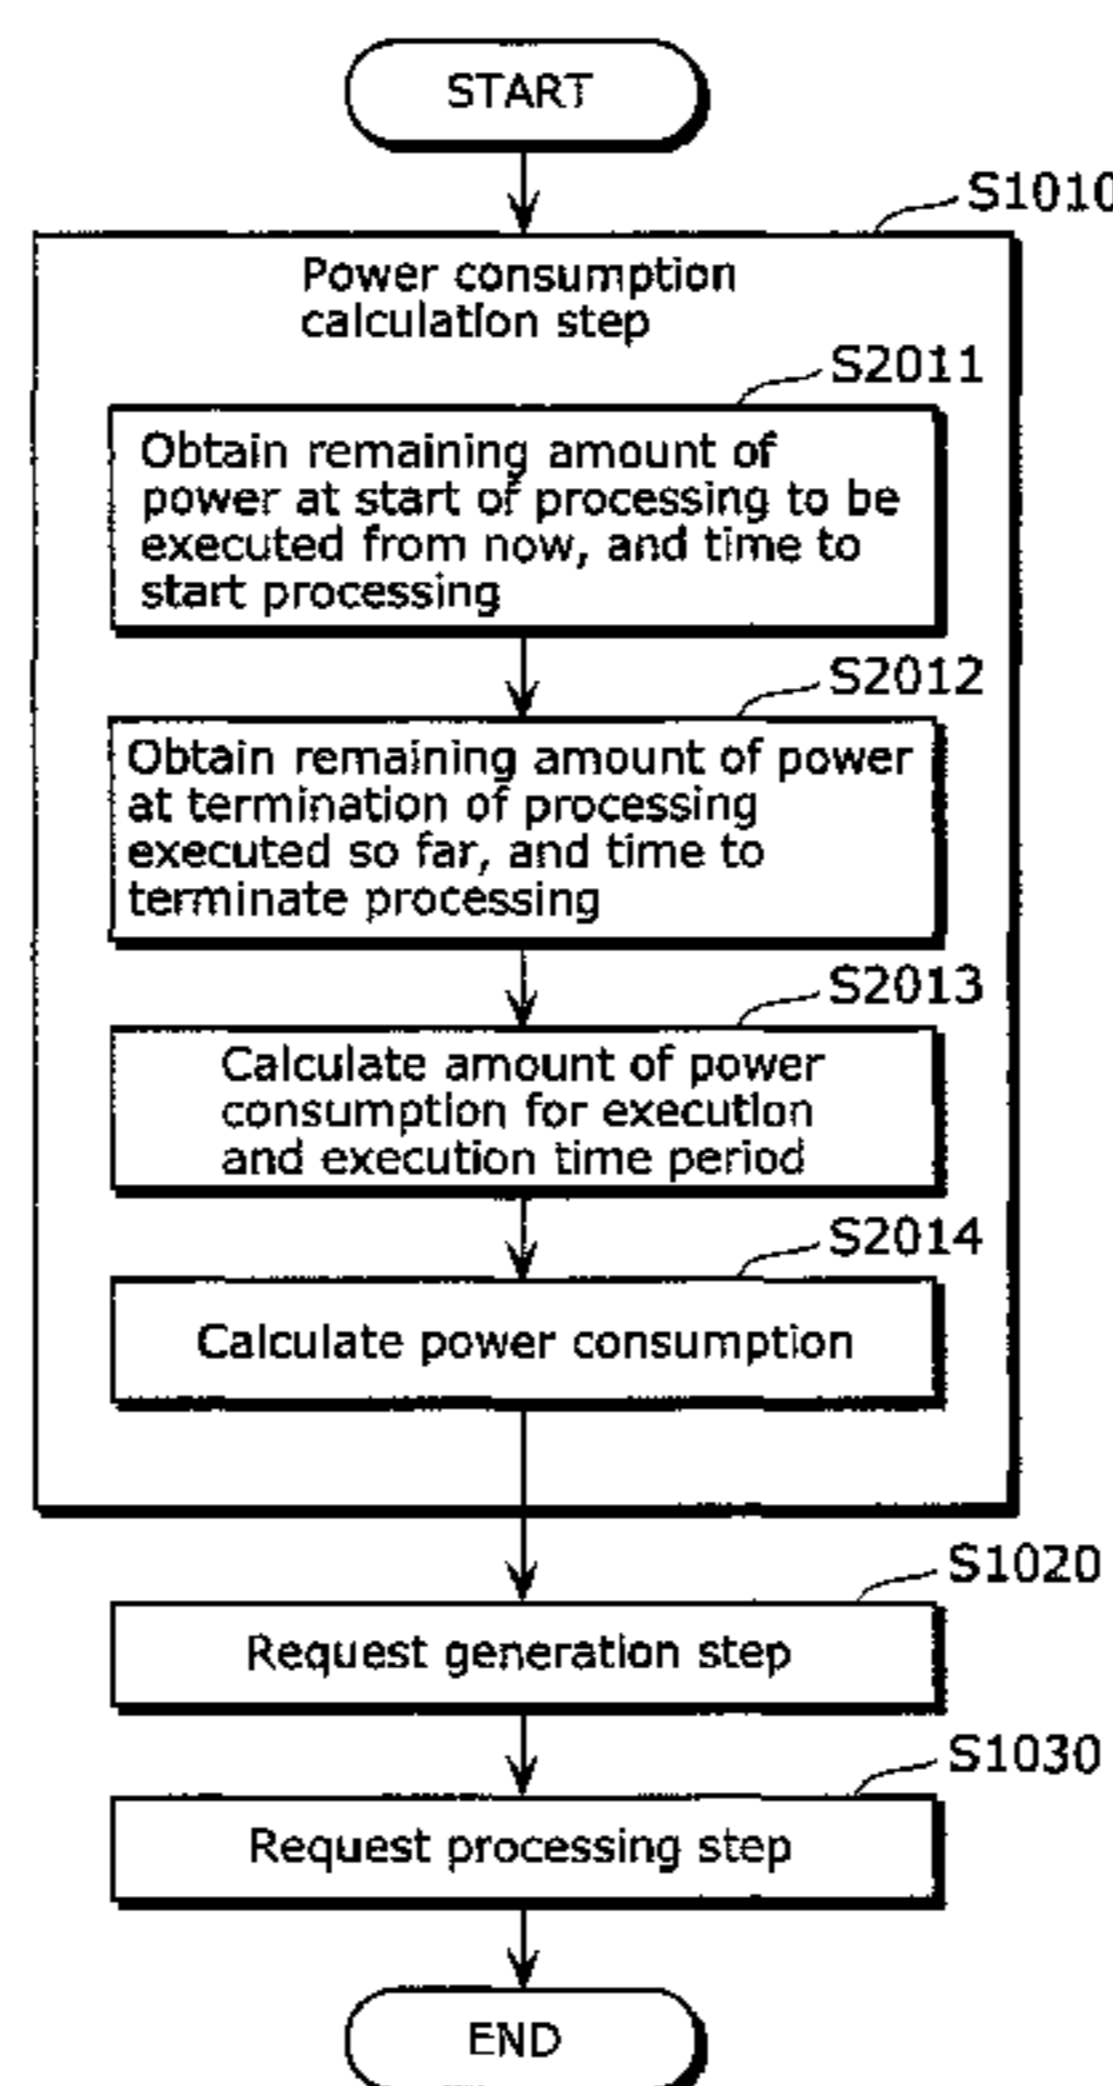 START
S1010
Power consumption
calculation step
S2011
Obtain remaining amount of
power at start of processing to be
executed from now, and time to
start processing
S2012
Obtain remaining amount of power
at termination of processing
executed so far, and time to
terminate processing
S2013
Calculate amount of power
consumption for execution
and execution time period
S2014
Calculate power consumption
S1020
Request generation step
S1030
Request processing step
END